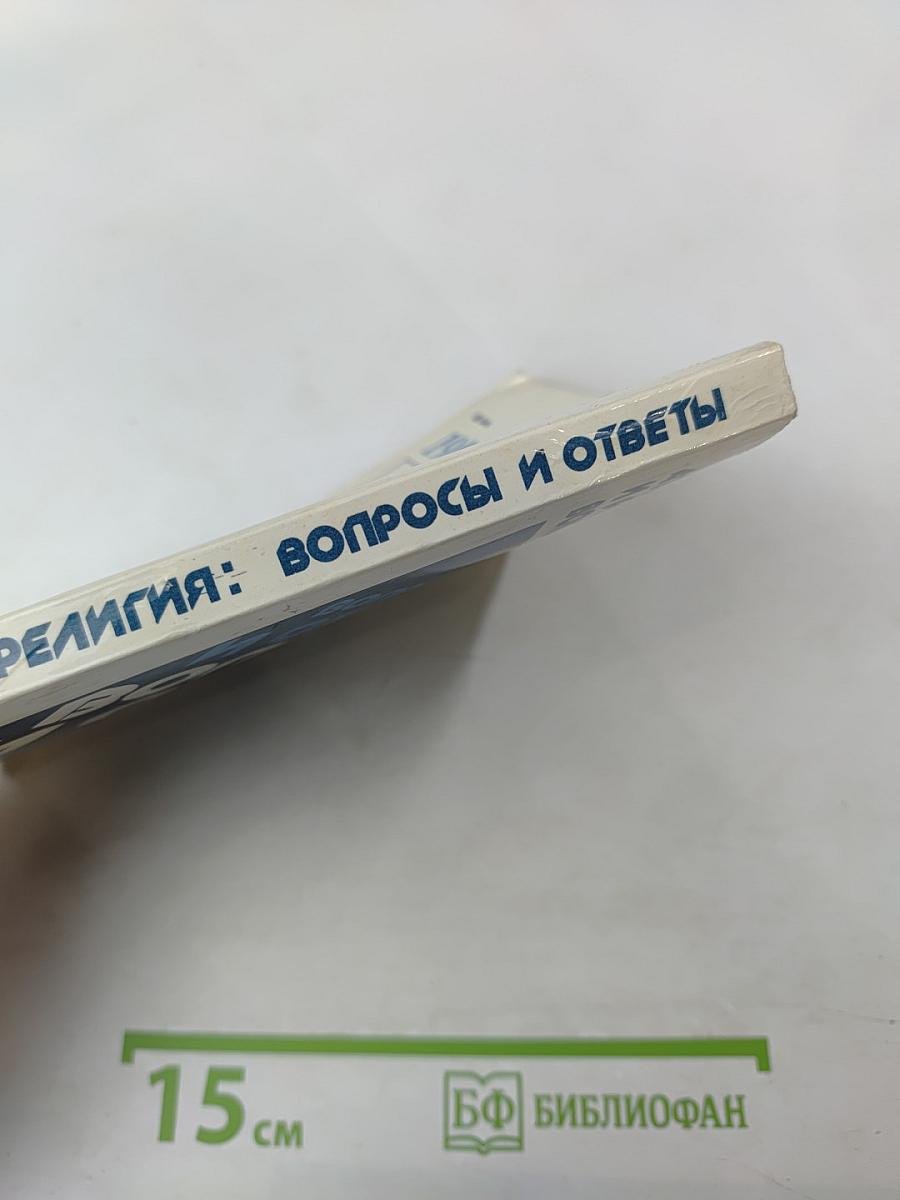 РЕЛИГИЯ: ВОПРОСЫ И ОТВЕТЫ
15 см
БФ БИБЛИОФАН